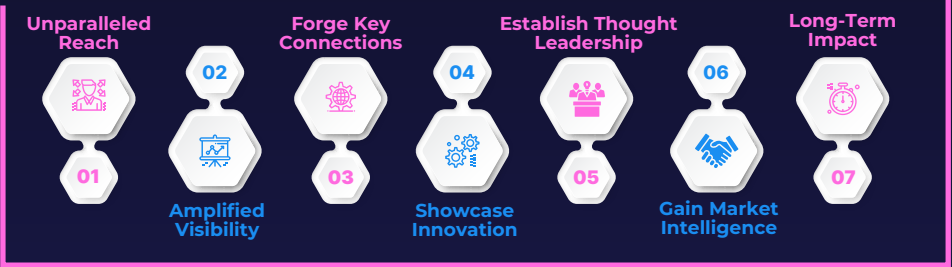 Unparalleled
Reach
01
02
Amplified
Visibility
Forge Key
Connections
03
04
Showcase
Innovation
Establish Thought
Leadership
05
06
Gain Market
Intelligence
Long-Term
Impact
07